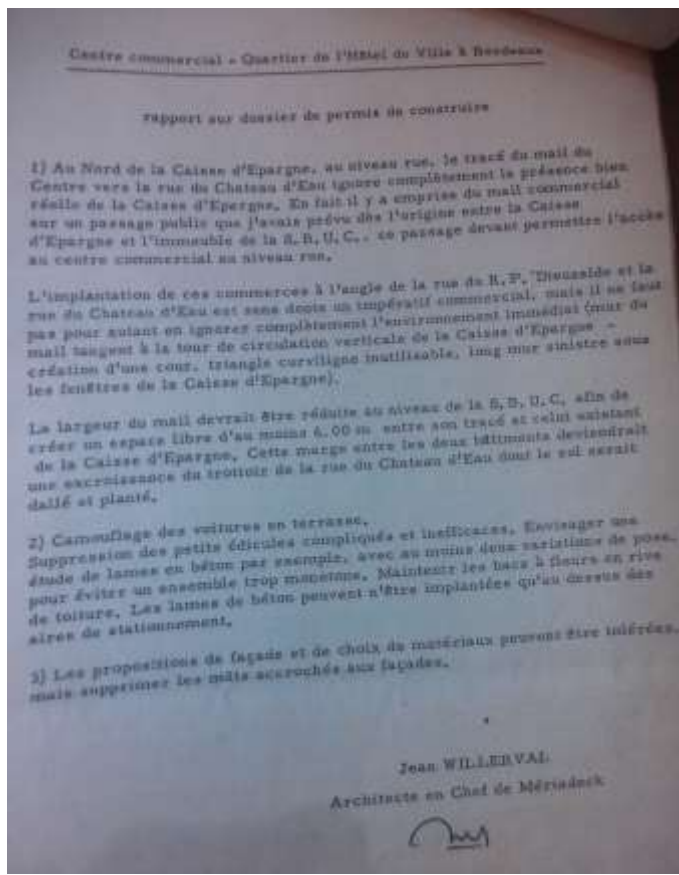 Centre commercial - Quartier de l'Hôtel de Ville à Bordeaux
rapport sur dossier de permis de construire
1) Au Nord de la Caisse d'Epargne, au niveau rue, le tracé du mail du
Centre vers la rue du Chateau d'Eau ignore complètement la présence bien
réelle de la Caisse d'Epergne. En fait il y a emprise du mail commercial
sur un passage public que j'avais prévu dès l'origine entre la Caisse
d'Epargne et l'immeuble de la S.B.U.C., ce passage devant permettre l'accès
au centre commercial au niveau rue.
L'implantation de ces commerces à l'angle de la rue du R.P. Dieuzaide et la
rue du Chateau d'Eau est sans doute un impératif commercial, mais il ne faut
pas pour autant en ignorer complètement l'environnement immédiat (mur du
mail tangent à la tour de circulation verticale de la Caisse d'Epargne -
création d'une cour, triangle curviligne inutilisable, long mur sinistre sous
les fenêtres de la Caisse d'Epargne).
La largeur du mail devrait être réduite au niveau de la S.B.U.C. afin de
créer un espace libre d'au moins 6.00 m entre son tracé et celui existant
de la Caisse d'Epargne. Cette marge entre les deux bâtiments deviendrait
une excroissance du trottoir de la rue du Chateau d'Eau dont le sol serait
dallé et planté.
2) Camouflage des voitures en terrasse.
Suppression des petits édicules compliqués et inefficaces. Envisager une
étude de lames en béton par exemple, avec au moins deux variations de pose,
pour éviter un ensemble trop monotone. Maintenir les bacs à fleurs en rive
de toiture. Les lames de béton peuvent n'être implantées qu'au dessus des
aires de stationnement.
3) Les propositions de façade et de choix de matériaux peuvent être tolérées,
mais supprimer les mâts accrochés aux façades.
Jean WILLERVAL
Architecte en Chef de Mériadeck